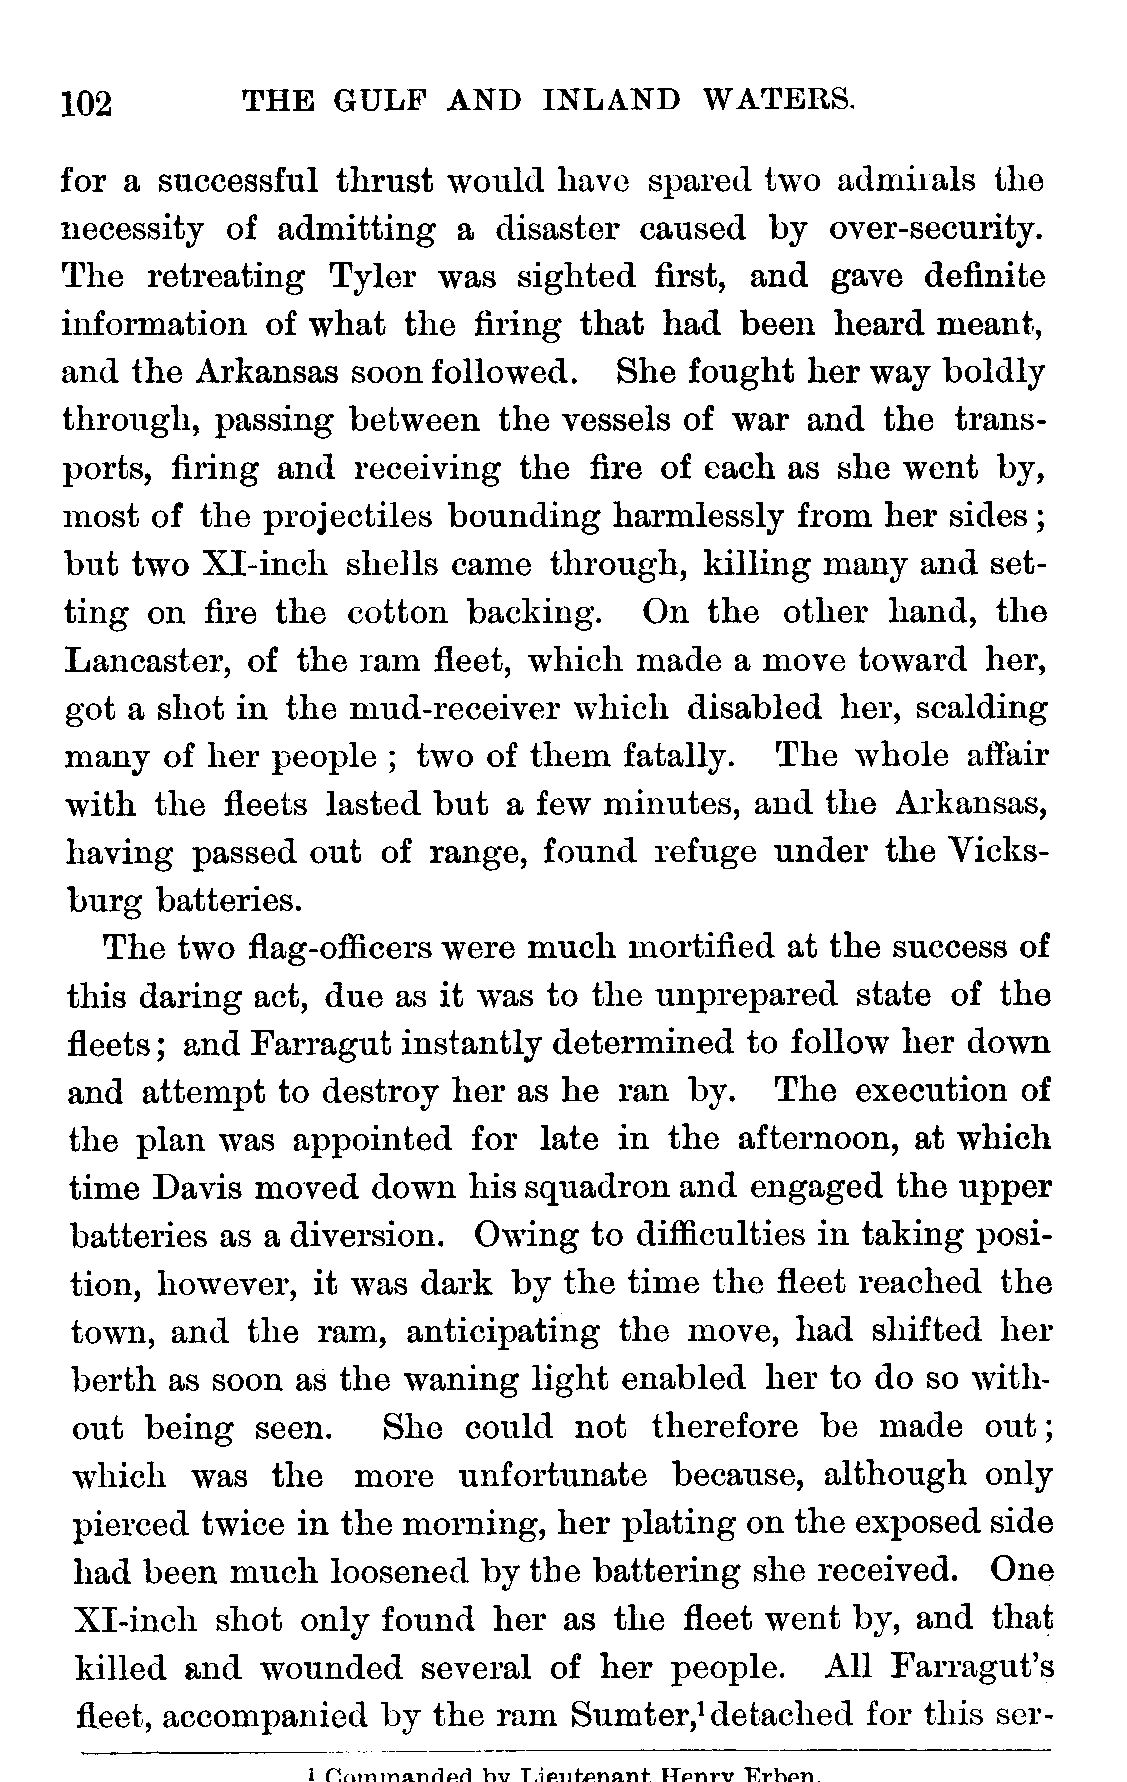 102 THE GULF AND INLAND WATERS.
for a successful thrust would have spared two admirals the
necessity of admitting a disaster caused by over-security.
The retreating Tyler was sighted first, and gave definite
information of what the firing that had been heard meant,
and the Arkansas soon followed. She fought her way boldly
through, passing between the vessels of war and the trans-
ports, firing and receiving the fire of each as she went by,
most of the projectiles bounding harmlessly from her sides;
but two XI-inch shells came through, killing many and set-
ting on fire the cotton backing. On the other hand, the
Lancaster, of the ram fleet, which made a move toward her,
got a shot in the mud-receiver which disabled her, scalding
many of her people; two of them fatally. The whole affair
with the fleets lasted but a few minutes, and the Arkansas,
having passed out of range, found refuge under the Vicks-
burg batteries.
The two flag-officers were much mortified at the success of
this daring act, due as it was to the unprepared state of the
fleets; and Farragut instantly determined to follow her down
and attempt to destroy her as he ran by. The execution of
the plan was appointed for late in the afternoon, at which
time Davis moved down his squadron and engaged the upper
batteries as a diversion. Owing to difficulties in taking posi-
tion, however, it was dark by the time the fleet reached the
town, and the ram, anticipating the move, had shifted her
berth as soon as the waning light enabled her to do so with-
out being seen. She could not therefore be made out;
which was the more unfortunate because, although only
pierced twice in the morning, her plating on the exposed side
had been much loosened by the battering she received. One
XI-inch shot only found her as the fleet went by, and that
killed and wounded several of her people. All Farragut's
fleet, accompanied by the ram Sumter,¹ detached for this ser-
¹ Commanded by Lieutenant Henry Erben.